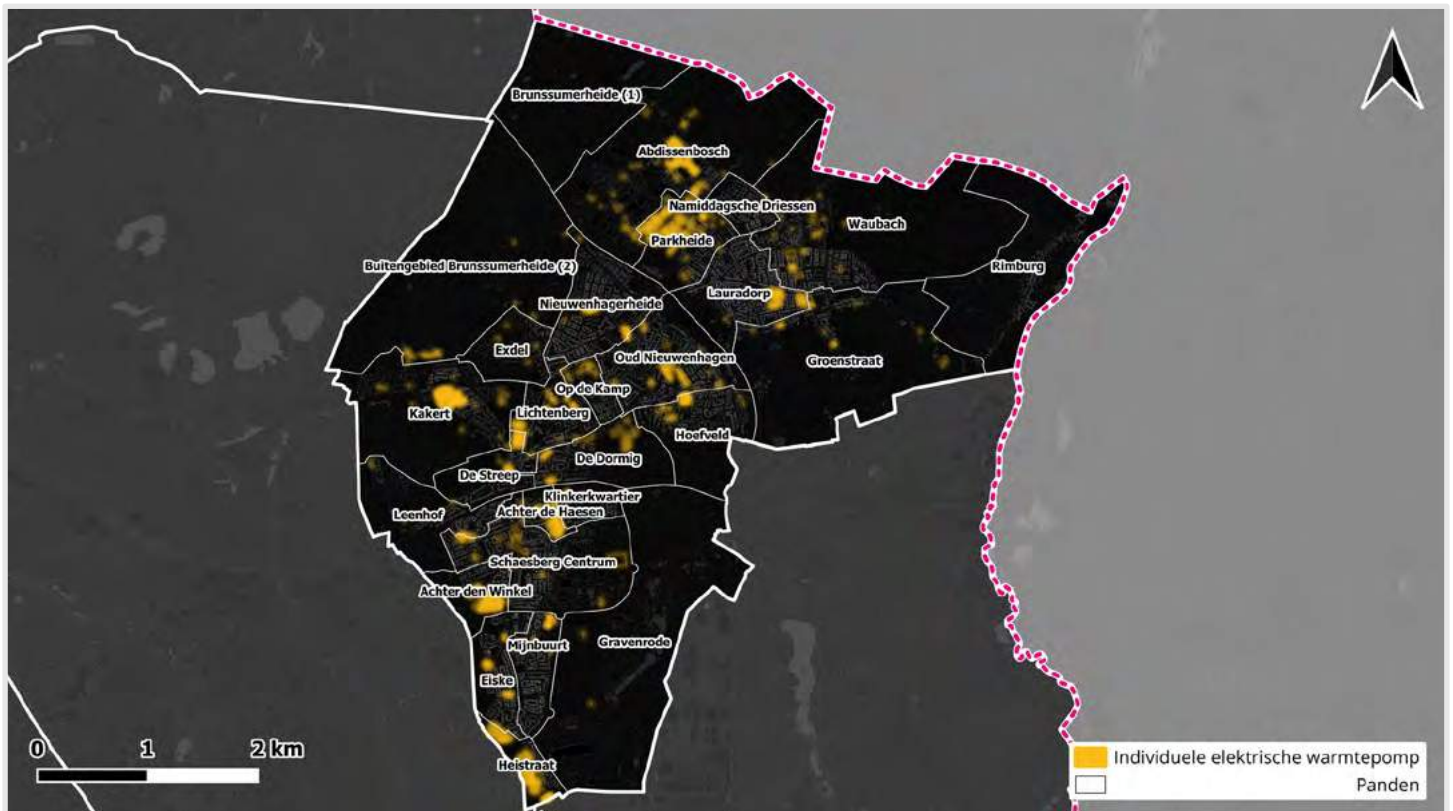 Brunssumerheide (1)
Abdissenbosch
Namiddagsche Driessen
Waubach
Parkheide
Buitengebied Brunssumerheide (2)
Rimburg
Lauradorp
Nieuwenhagerheide
Exdel
Oud Nieuwenhagen
Groenstraat
Op de Kamp
Kakert
Lichtenberg
Hoefveld
De Dormig
De Streep
Klinkerkwartier
Leenhof
Achter de Haesen
Schaesberg Centrum
Achter den Winkel
Mijnbuurt
Gravenrode
Eiske
Heistraat
0 1 2 km
Individuele elektrische warmtepomp
Panden